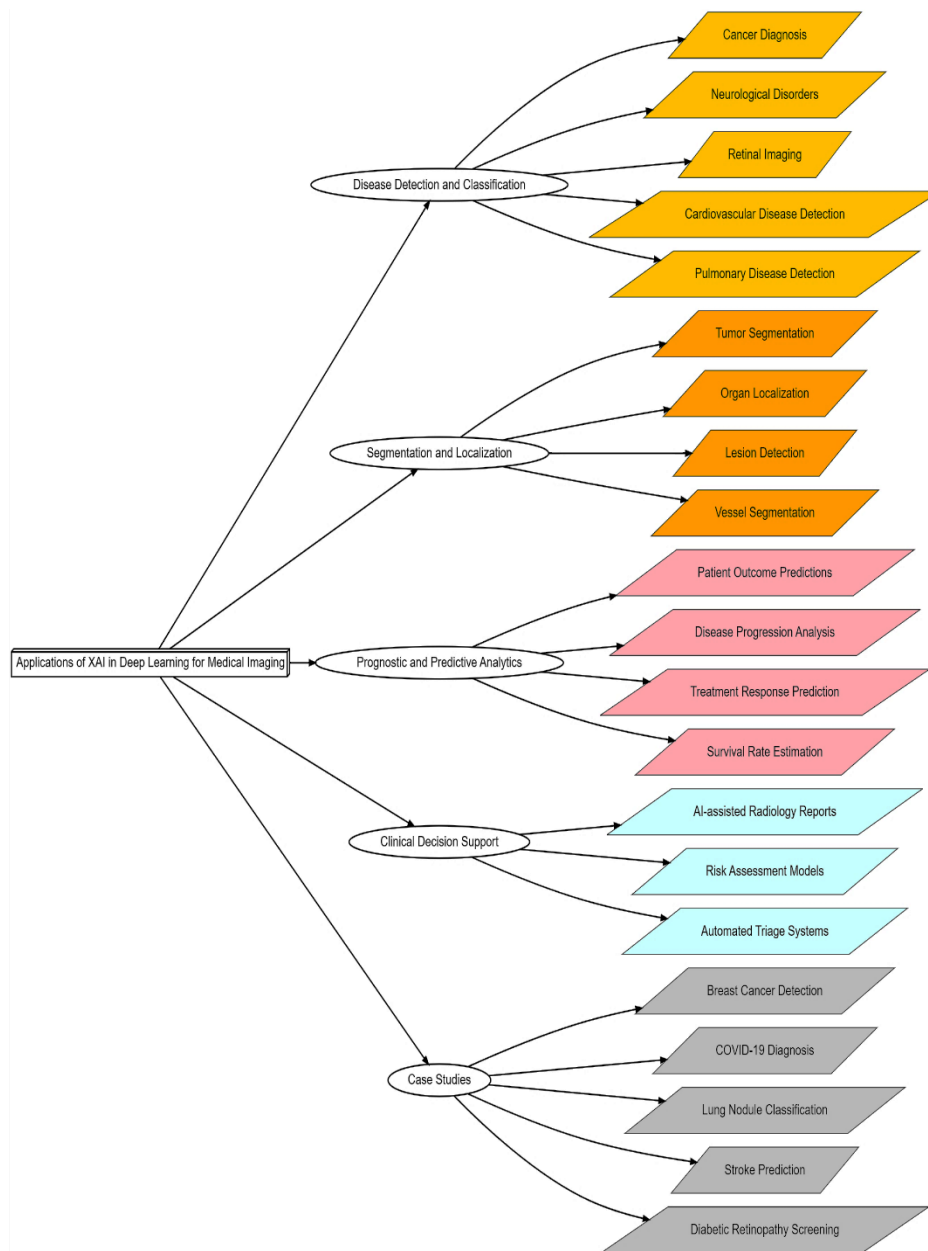 Cancer Diagnosis
Neurological Disorders
Retinal Imaging
Disease Detection and Classification
Cardiovascular Disease Detection
Pulmonary Disease Detection
Tumor Segmentation
Organ Localization
Segmentation and Localization
Lesion Detection
Vessel Segmentation
Patient Outcome Predictions
Disease Progression Analysis
Applications of XAI in Deep Learning for Medical Imaging
Prognostic and Predictive Analytics
Treatment Response Prediction
Survival Rate Estimation
AI-assisted Radiology Reports
Clinical Decision Support
Risk Assessment Models
Automated Triage Systems
Breast Cancer Detection
COVID-19 Diagnosis
Case Studies
Lung Nodule Classification
Stroke Prediction
Diabetic Retinopathy Screening